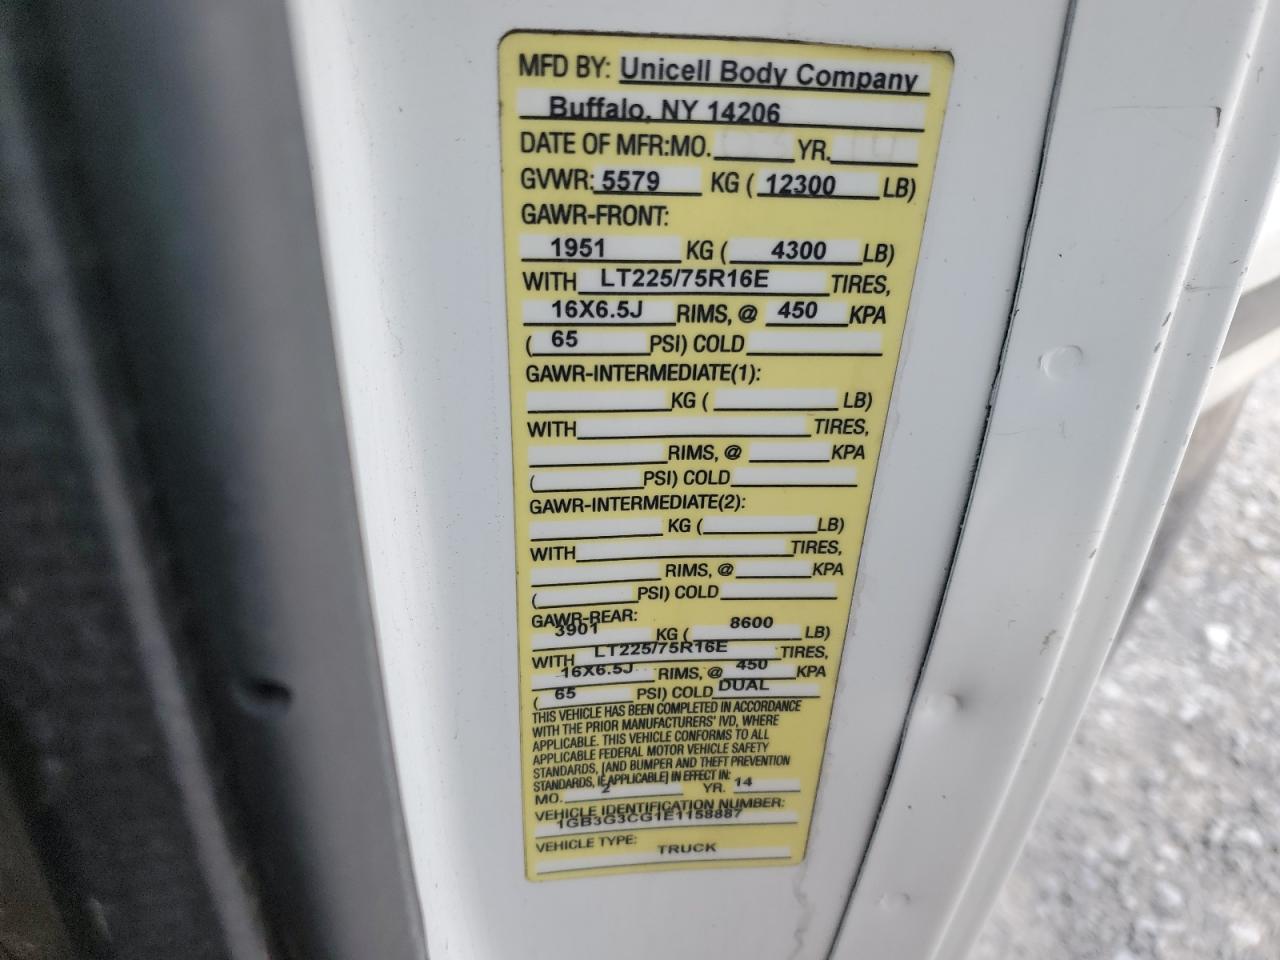 MFD BY: Unicell Body Company
Buffalo, NY 14206
DATE OF MFR:MO. YR.
GVWR: 5579 KG ( 12300 LB)
GAWR-FRONT:
1951 KG ( 4300 LB)
WITH LT225/75R16E TIRES,
16X6.5J RIMS, @ 450 KPA
( 65 PSI) COLD
GAWR-INTERMEDIATE(1):
KG ( LB)
WITH TIRES,
RIMS, @ KPA
( PSI) COLD
GAWR-INTERMEDIATE(2):
KG ( LB)
WITH TIRES,
RIMS, @ KPA
( PSI) COLD
GAWR-REAR:
3901 KG ( 8600 LB)
WITH LT225/75R16E TIRES,
16X6.5J RIMS, @ 450 KPA
( 65 PSI) COLD DUAL
THIS VEHICLE HAS BEEN COMPLETED IN ACCORDANCE
WITH THE PRIOR MANUFACTURERS' IVD, WHERE
APPLICABLE. THIS VEHICLE CONFORMS TO ALL
APPLICABLE FEDERAL MOTOR VEHICLE SAFETY
STANDARDS, [AND BUMPER AND THEFT PREVENTION
STANDARDS, IF APPLICABLE] IN EFFECT IN:
MO. 2 YR. 14
VEHICLE IDENTIFICATION NUMBER:
1GB3G3CG1E1158887
VEHICLE TYPE: TRUCK